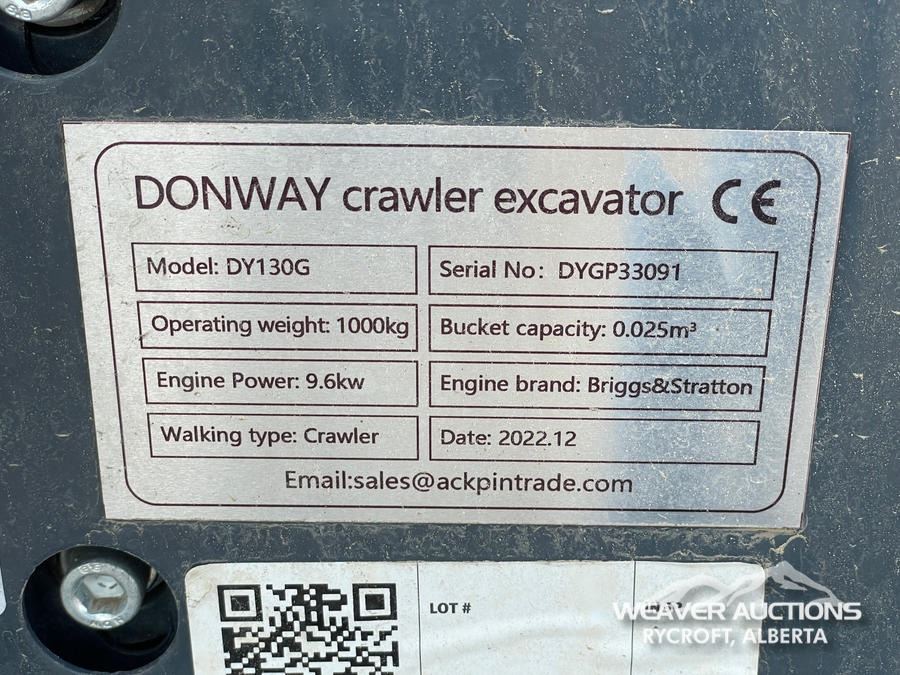 DONWAY crawler excavator CE
Model: DY130G
Serial No: DYGP33091
Operating weight: 1000kg
Bucket capacity: 0.025m³
Engine Power: 9.6kw
Engine brand: Briggs&Stratton
Walking type: Crawler
Date: 2022.12
Email:sales@ackpintrade.com
LOT #
WEAVER AUCTIONS
RYCROFT, ALBERTA